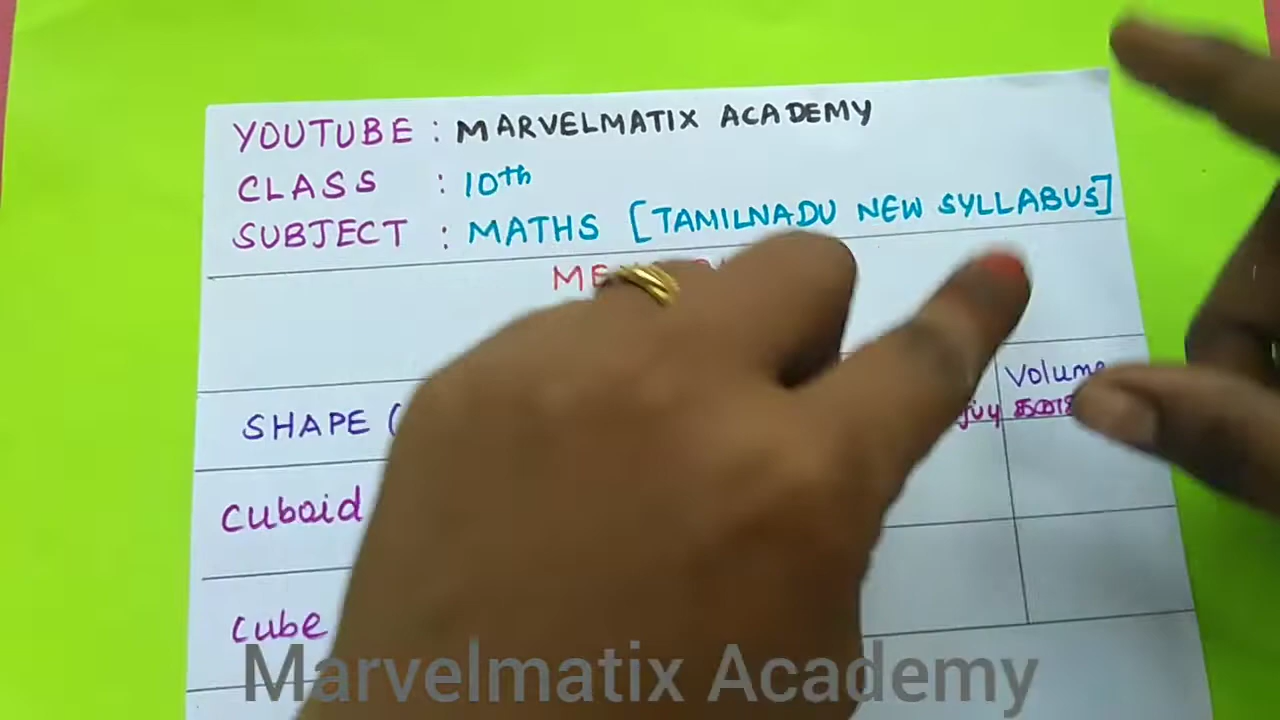 YOUTUBE : MARVELMATIX ACADEMY
CLASS : 10th
SUBJECT : MATHS [TAMILNADU NEW SYLLABUS]
SHAPE (
Volume
Cuboid
cube
Marvelmatix Academy